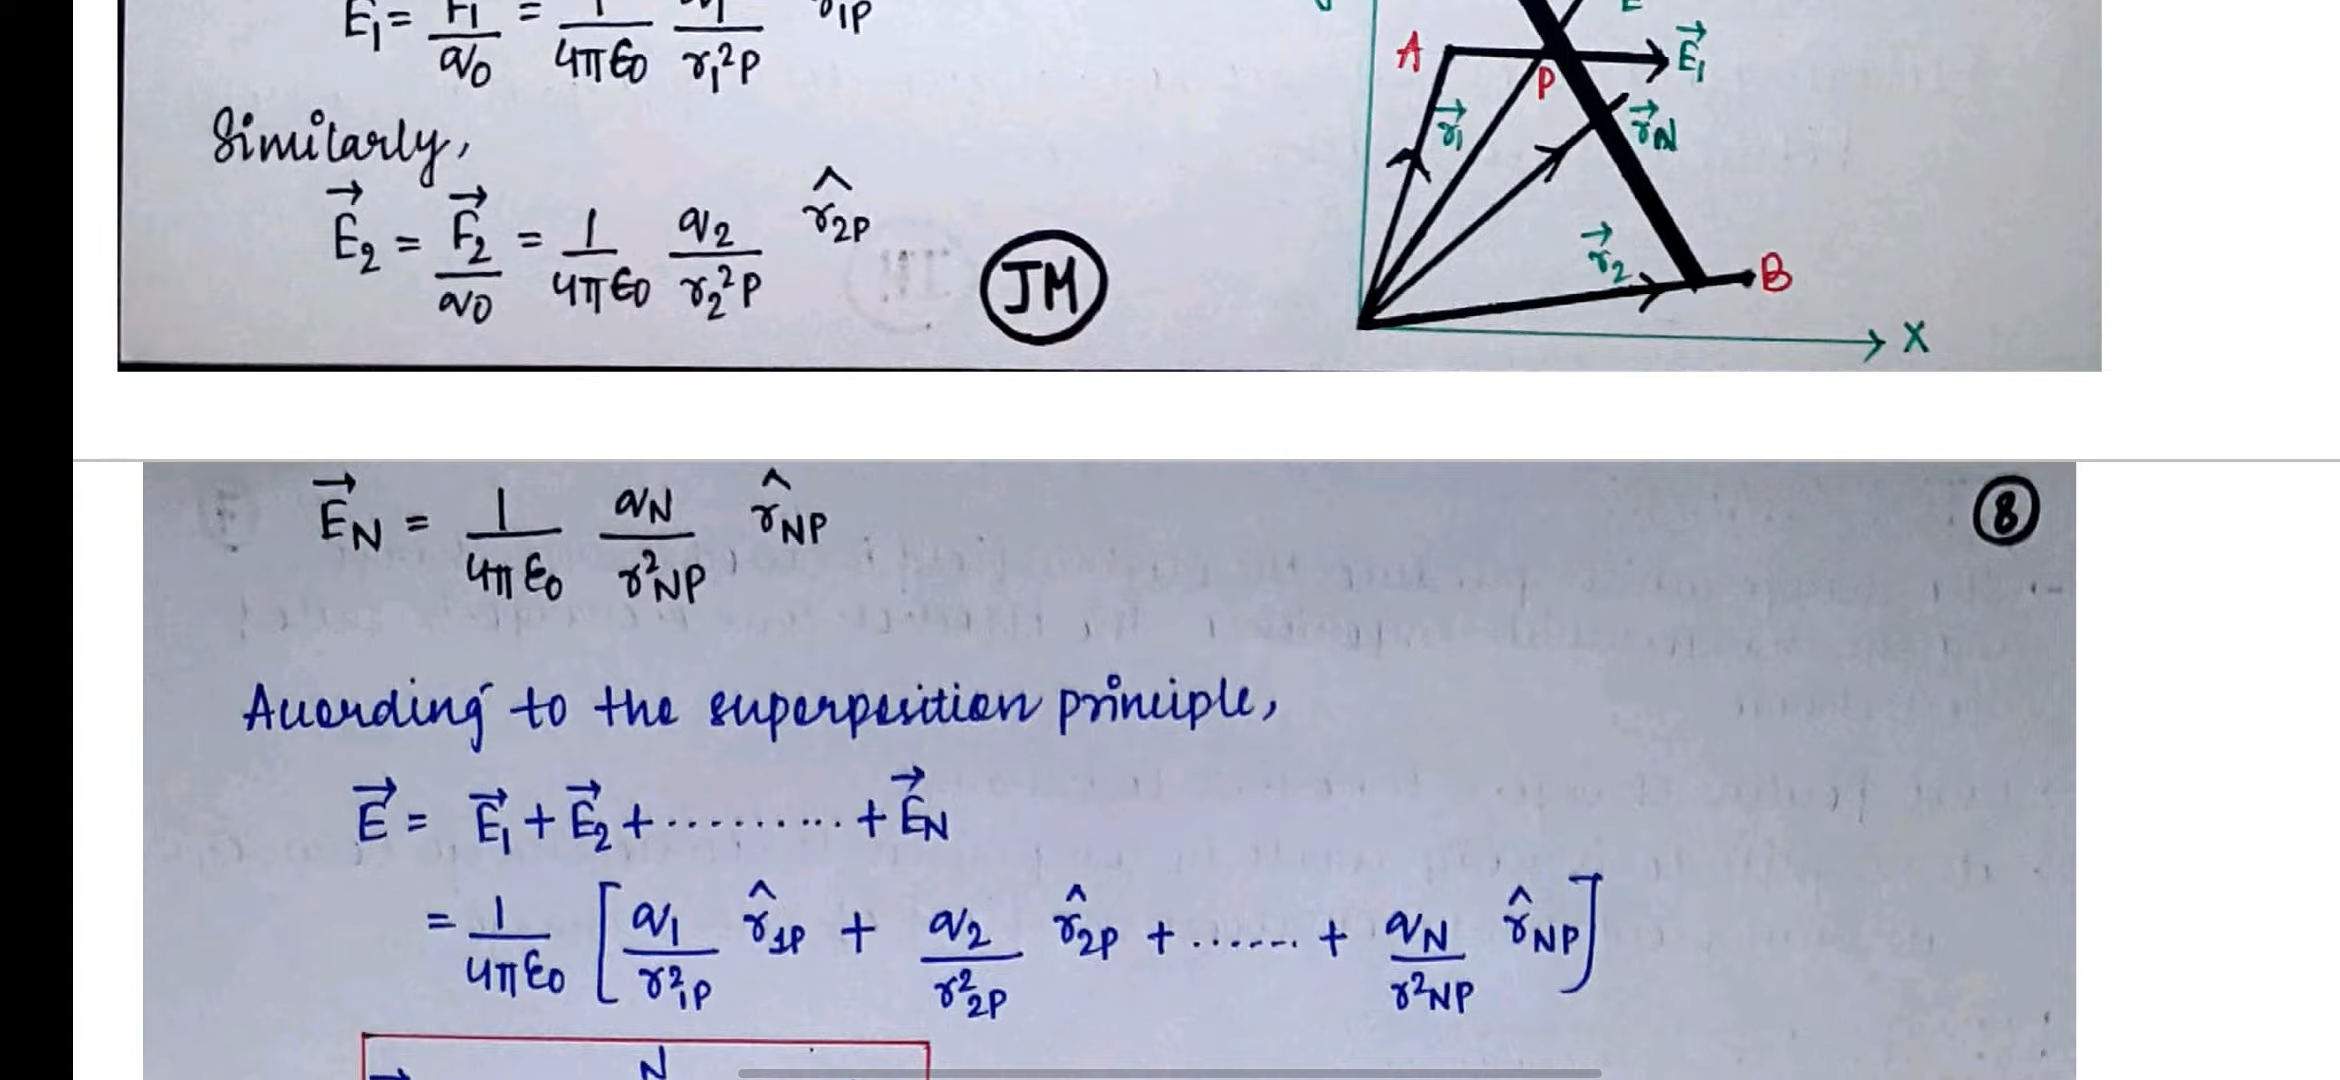 E₁ = F₁/q₀ = 1/4πε₀ q₁/r₁²P r̂1P
Similarly,
E⃗₂ = F⃗₂/q₀ = 1/4πε₀ q₂/r₂²P r̂2P
JM
A
P
E⃗₁
r⃗₁
r⃗N
r⃗₂
B
X
E⃗N = 1/4πε₀ qN/r²NP r̂NP
8
According to the superposition principle,
E⃗ = E⃗₁ + E⃗₂ + .......... + E⃗N
= 1/4πε₀ [q₁/r²1P r̂1P + q₂/r²2P r̂2P + ...... + qN/r²NP r̂NP]
N